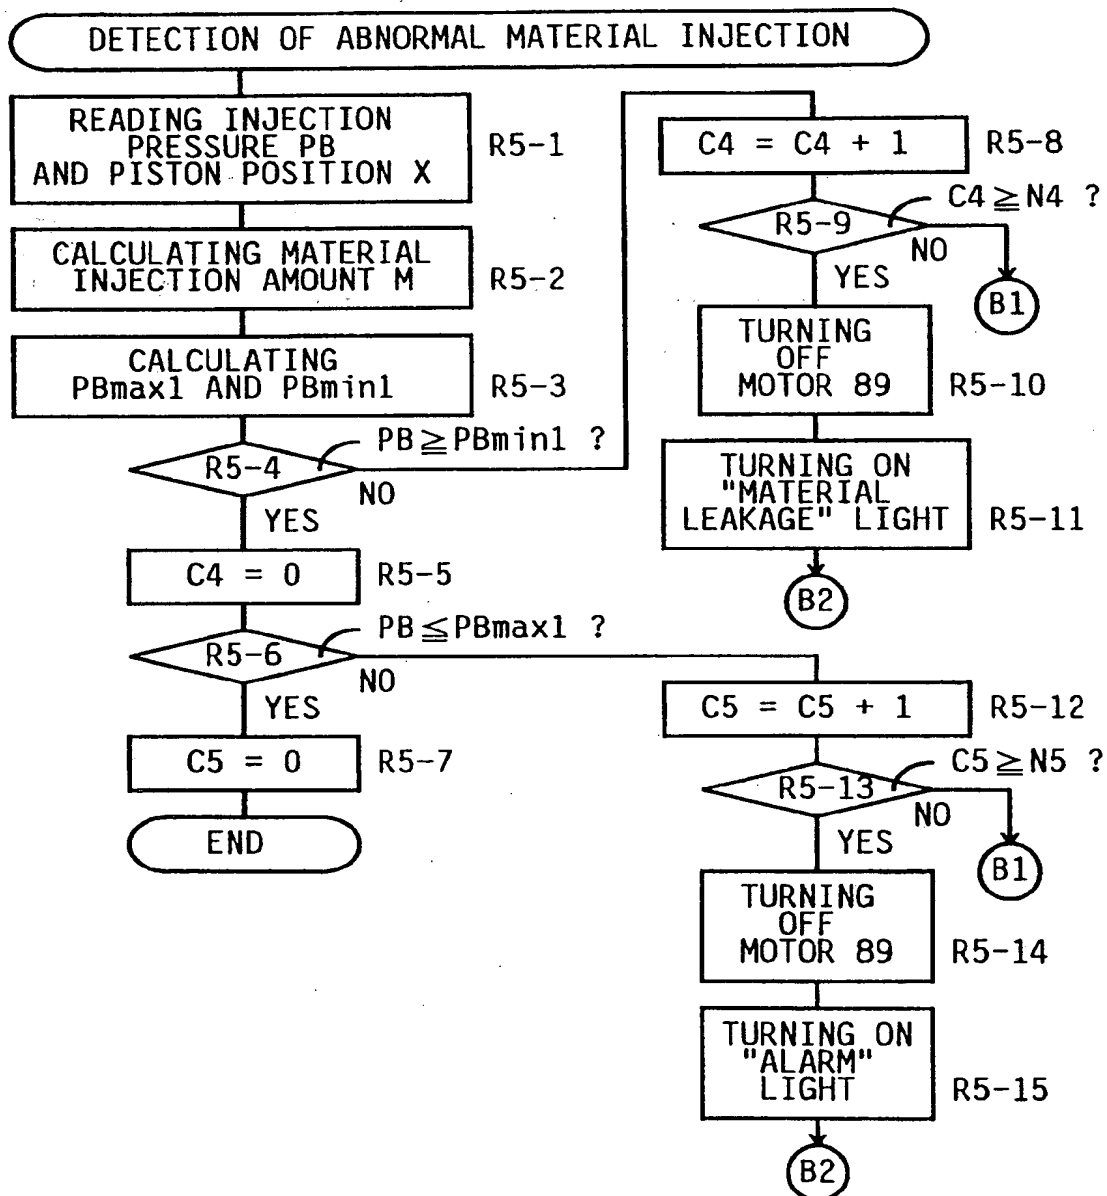 DETECTION OF ABNORMAL MATERIAL INJECTION
READING INJECTION
PRESSURE PB
AND PISTON POSITION X
R5-1
CALCULATING MATERIAL
INJECTION AMOUNT M
R5-2
CALCULATING
PBmax1 AND PBmin1
R5-3
PB≧PBmin1 ?
R5-4
NO
YES
C4 = 0
R5-5
PB≦PBmax1 ?
R5-6
NO
YES
C5 = 0
R5-7
END
C4 = C4 + 1
R5-8
C4≧N4 ?
R5-9
NO
YES
B1
TURNING
OFF
MOTOR 89
R5-10
TURNING ON
"MATERIAL
LEAKAGE" LIGHT
R5-11
B2
C5 = C5 + 1
R5-12
C5≧N5 ?
R5-13
NO
YES
B1
TURNING
OFF
MOTOR 89
R5-14
TURNING ON
"ALARM"
LIGHT
R5-15
B2